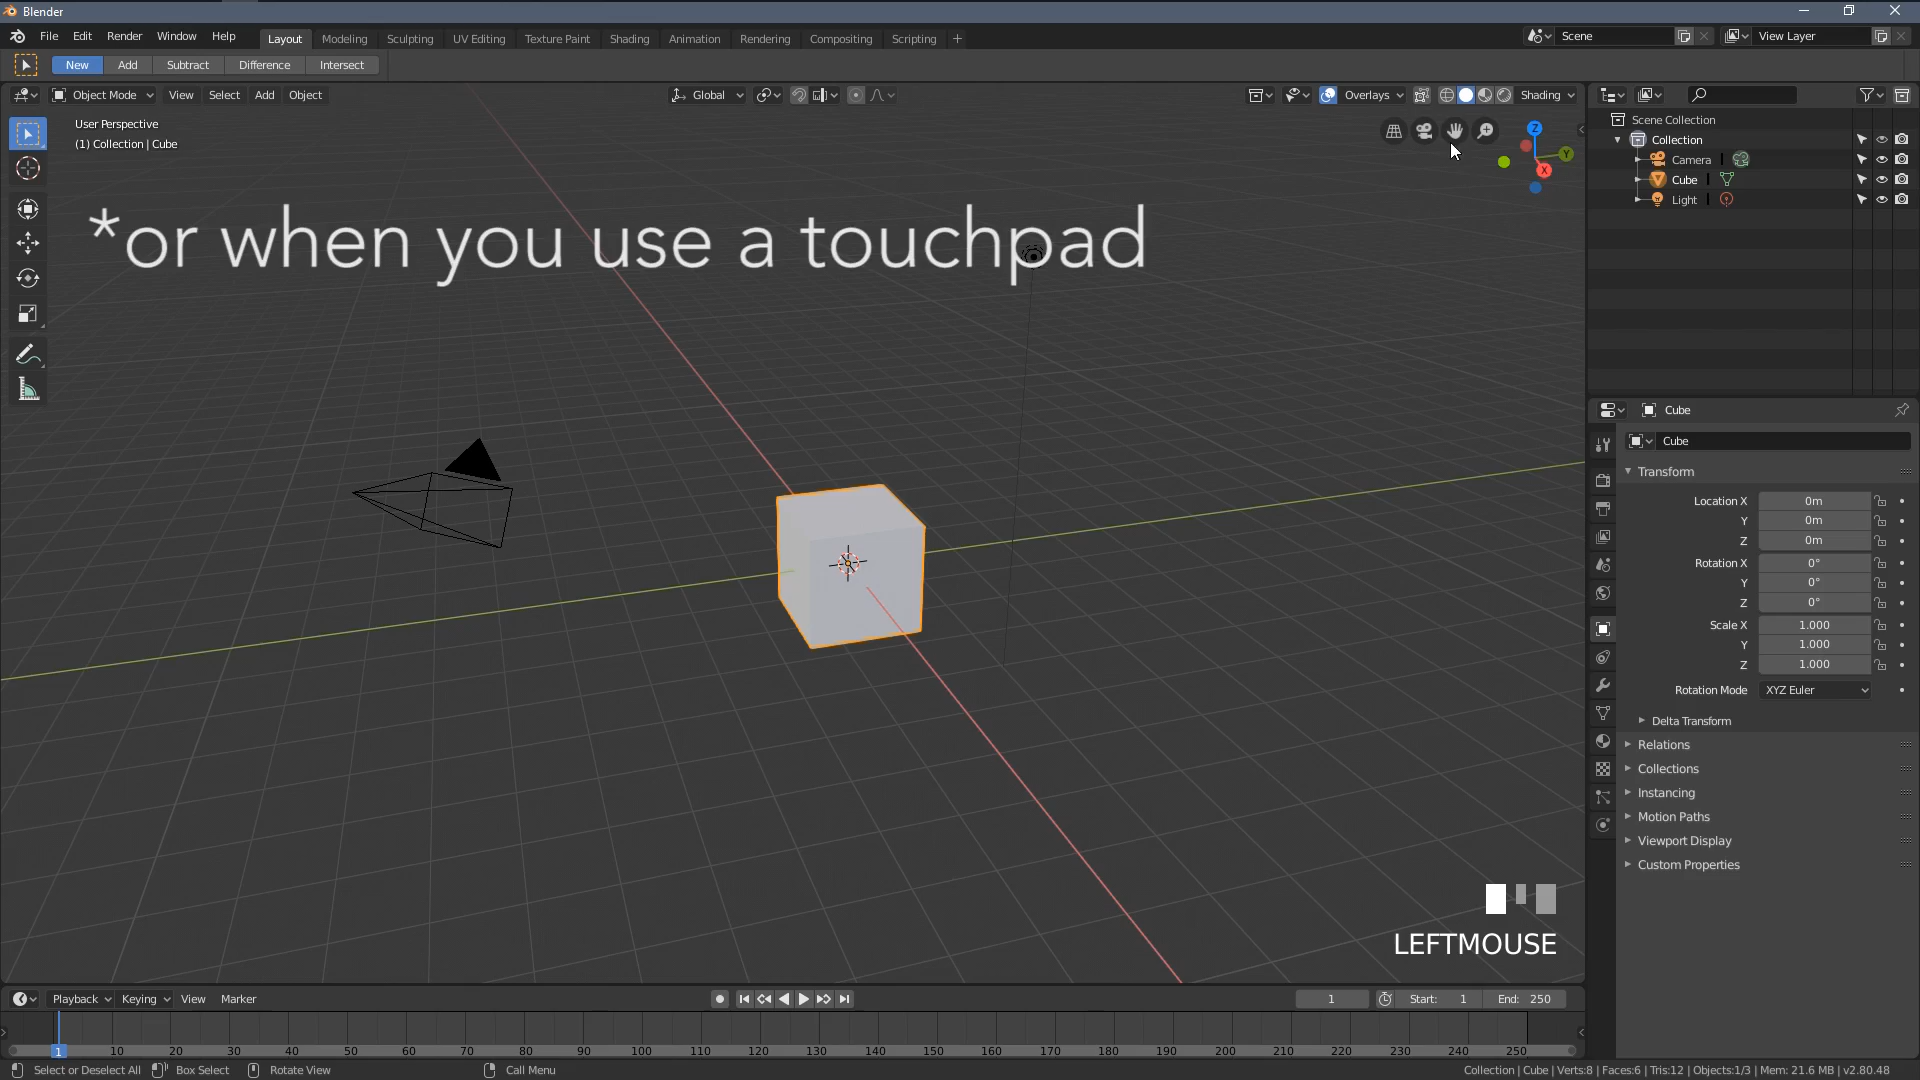 Blender
File Edit Render Window Help Layout Modeling Sculpting UV Editing Texture Paint Shading Animation Rendering Compositing Scripting + Scene View Layer
New Add Subtract Difference Intersect
Object Mode View Select Add Object Global Overlays Shading
User Perspective
(1) Collection | Cube
Z
Y
X
*or when you use a touchpad
LEFTMOUSE
Scene Collection
Collection
Camera
Cube
Light
Cube
Cube
Transform
Location X 0m
Y 0m
Z 0m
Rotation X 0°
Y 0°
Z 0°
Scale X 1.000
Y 1.000
Z 1.000
Rotation Mode XYZ Euler
Delta Transform
Relations
Collections
Instancing
Motion Paths
Viewport Display
Custom Properties
Playback Keying View Marker 1 Start: 1 End: 250
1 10 20 30 40 50 60 70 80 90 100 110 120 130 140 150 160 170 180 190 200 210 220 230 240 250
Select or Deselect All Box Select Rotate View Call Menu Collection | Cube | Verts:8 | Faces:6 | Tris:12 | Objects:1/3 | Mem: 21.6 MB | v2.80.48